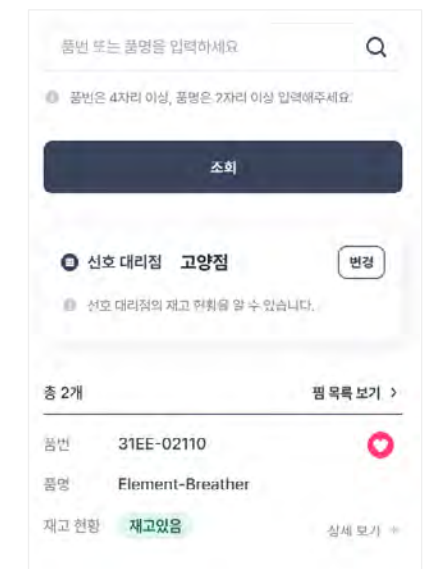 품번 또는 품명을 입력하세요
품번은 4자리 이상, 품명은 2자리 이상 입력해주세요.
조회
선호 대리점 고양점 변경
선호 대리점의 재고 현황을 알 수 있습니다.
총 2개 찜 목록 보기 >
품번 31EE-02110
품명 Element-Breather
재고 현황 재고있음 상세 보기 +